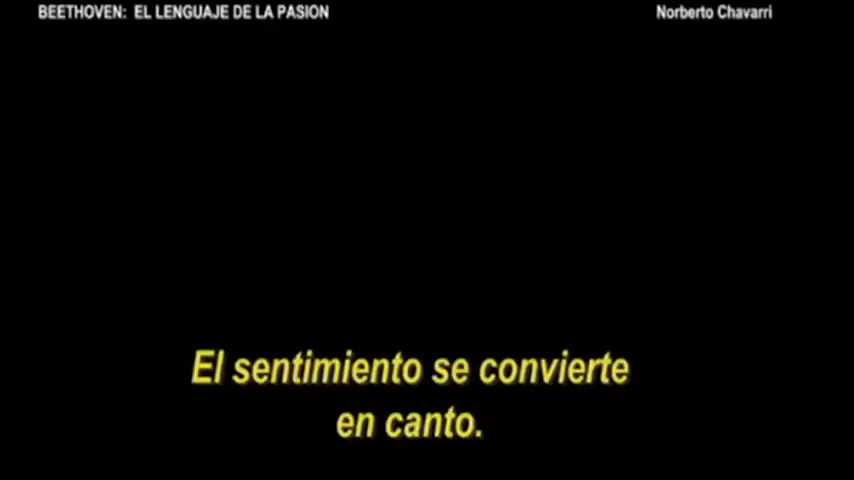 BEETHOVEN: EL LENGUAJE DE LA PASION
Norberto Chavarri
El sentimiento se convierte
en canto.